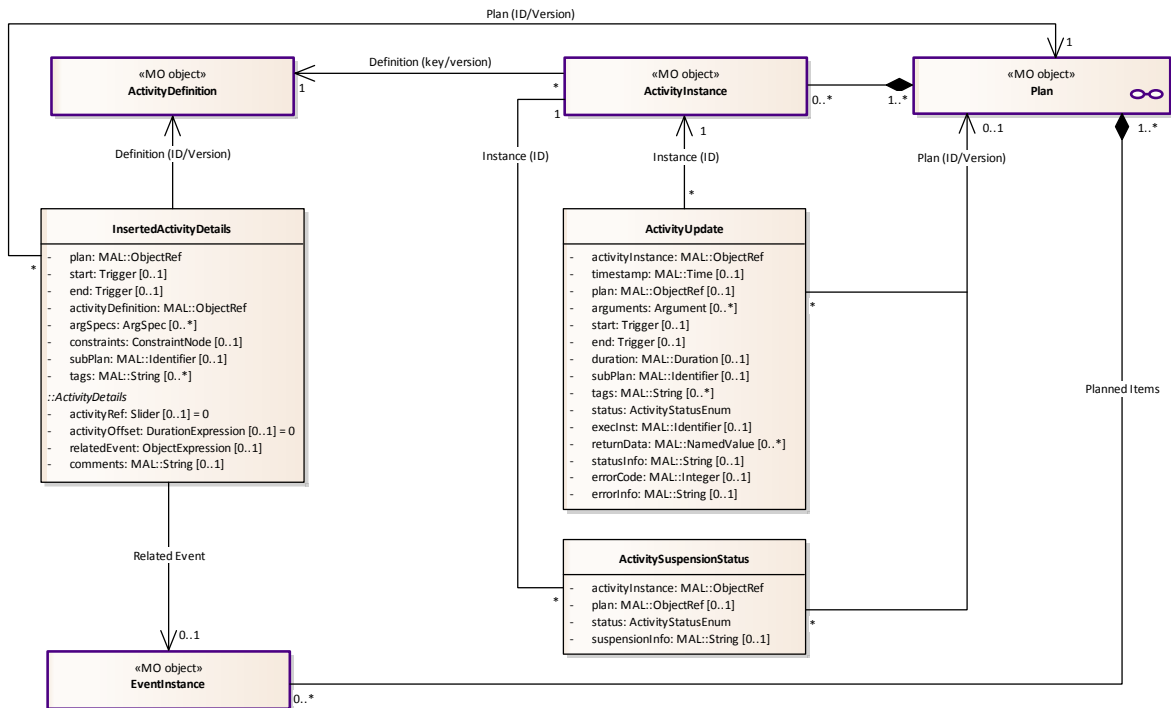 Plan (ID/Version)
1
«MO object»
ActivityDefinition
1
Definition (key/version)
*
«MO object»
ActivityInstance
1
0..*
1..*
«MO object»
Plan
0..1
1..*
Definition (ID/Version)
Instance (ID)
1
Instance (ID)
*
Plan (ID/Version)
InsertedActivityDetails
*
- plan: MAL::ObjectRef
- start: Trigger [0..1]
- end: Trigger [0..1]
- activityDefinition: MAL::ObjectRef
- argSpecs: ArgSpec [0..*]
- constraints: ConstraintNode [0..1]
- subPlan: MAL::Identifier [0..1]
- tags: MAL::String [0..*]
::ActivityDetails
- activityRef: Slider [0..1] = 0
- activityOffset: DurationExpression [0..1] = 0
- relatedEvent: ObjectExpression [0..1]
- comments: MAL::String [0..1]
ActivityUpdate
- activityInstance: MAL::ObjectRef
- timestamp: MAL::Time [0..1]
- plan: MAL::ObjectRef [0..1]
- arguments: Argument [0..*]
- start: Trigger [0..1]
- end: Trigger [0..1]
- duration: MAL::Duration [0..1]
- subPlan: MAL::Identifier [0..1]
- tags: MAL::String [0..*]
- status: ActivityStatusEnum
- execInst: MAL::Identifier [0..1]
- returnData: MAL::NamedValue [0..*]
- statusInfo: MAL::String [0..1]
- errorCode: MAL::Integer [0..1]
- errorInfo: MAL::String [0..1]
*
Planned Items
Related Event
0..1
ActivitySuspensionStatus
- activityInstance: MAL::ObjectRef
- plan: MAL::ObjectRef [0..1]
- status: ActivityStatusEnum
- suspensionInfo: MAL::String [0..1]
*
*
«MO object»
EventInstance
0..*